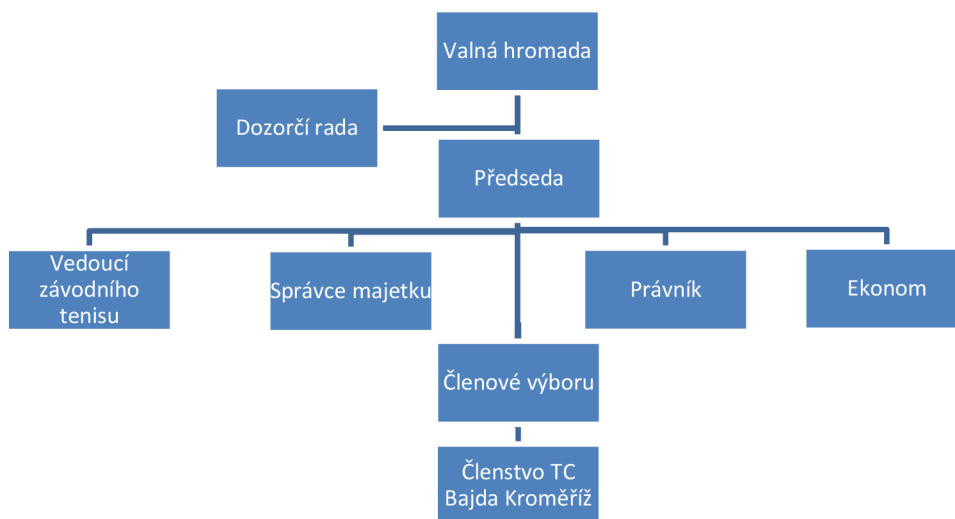 Valná hromada
Dozorčí rada
Předseda
Vedoucí
závodního
tenisu
Správce majetku
Právník
Ekonom
Členové výboru
Členstvo TC
Bajda Kroměříž